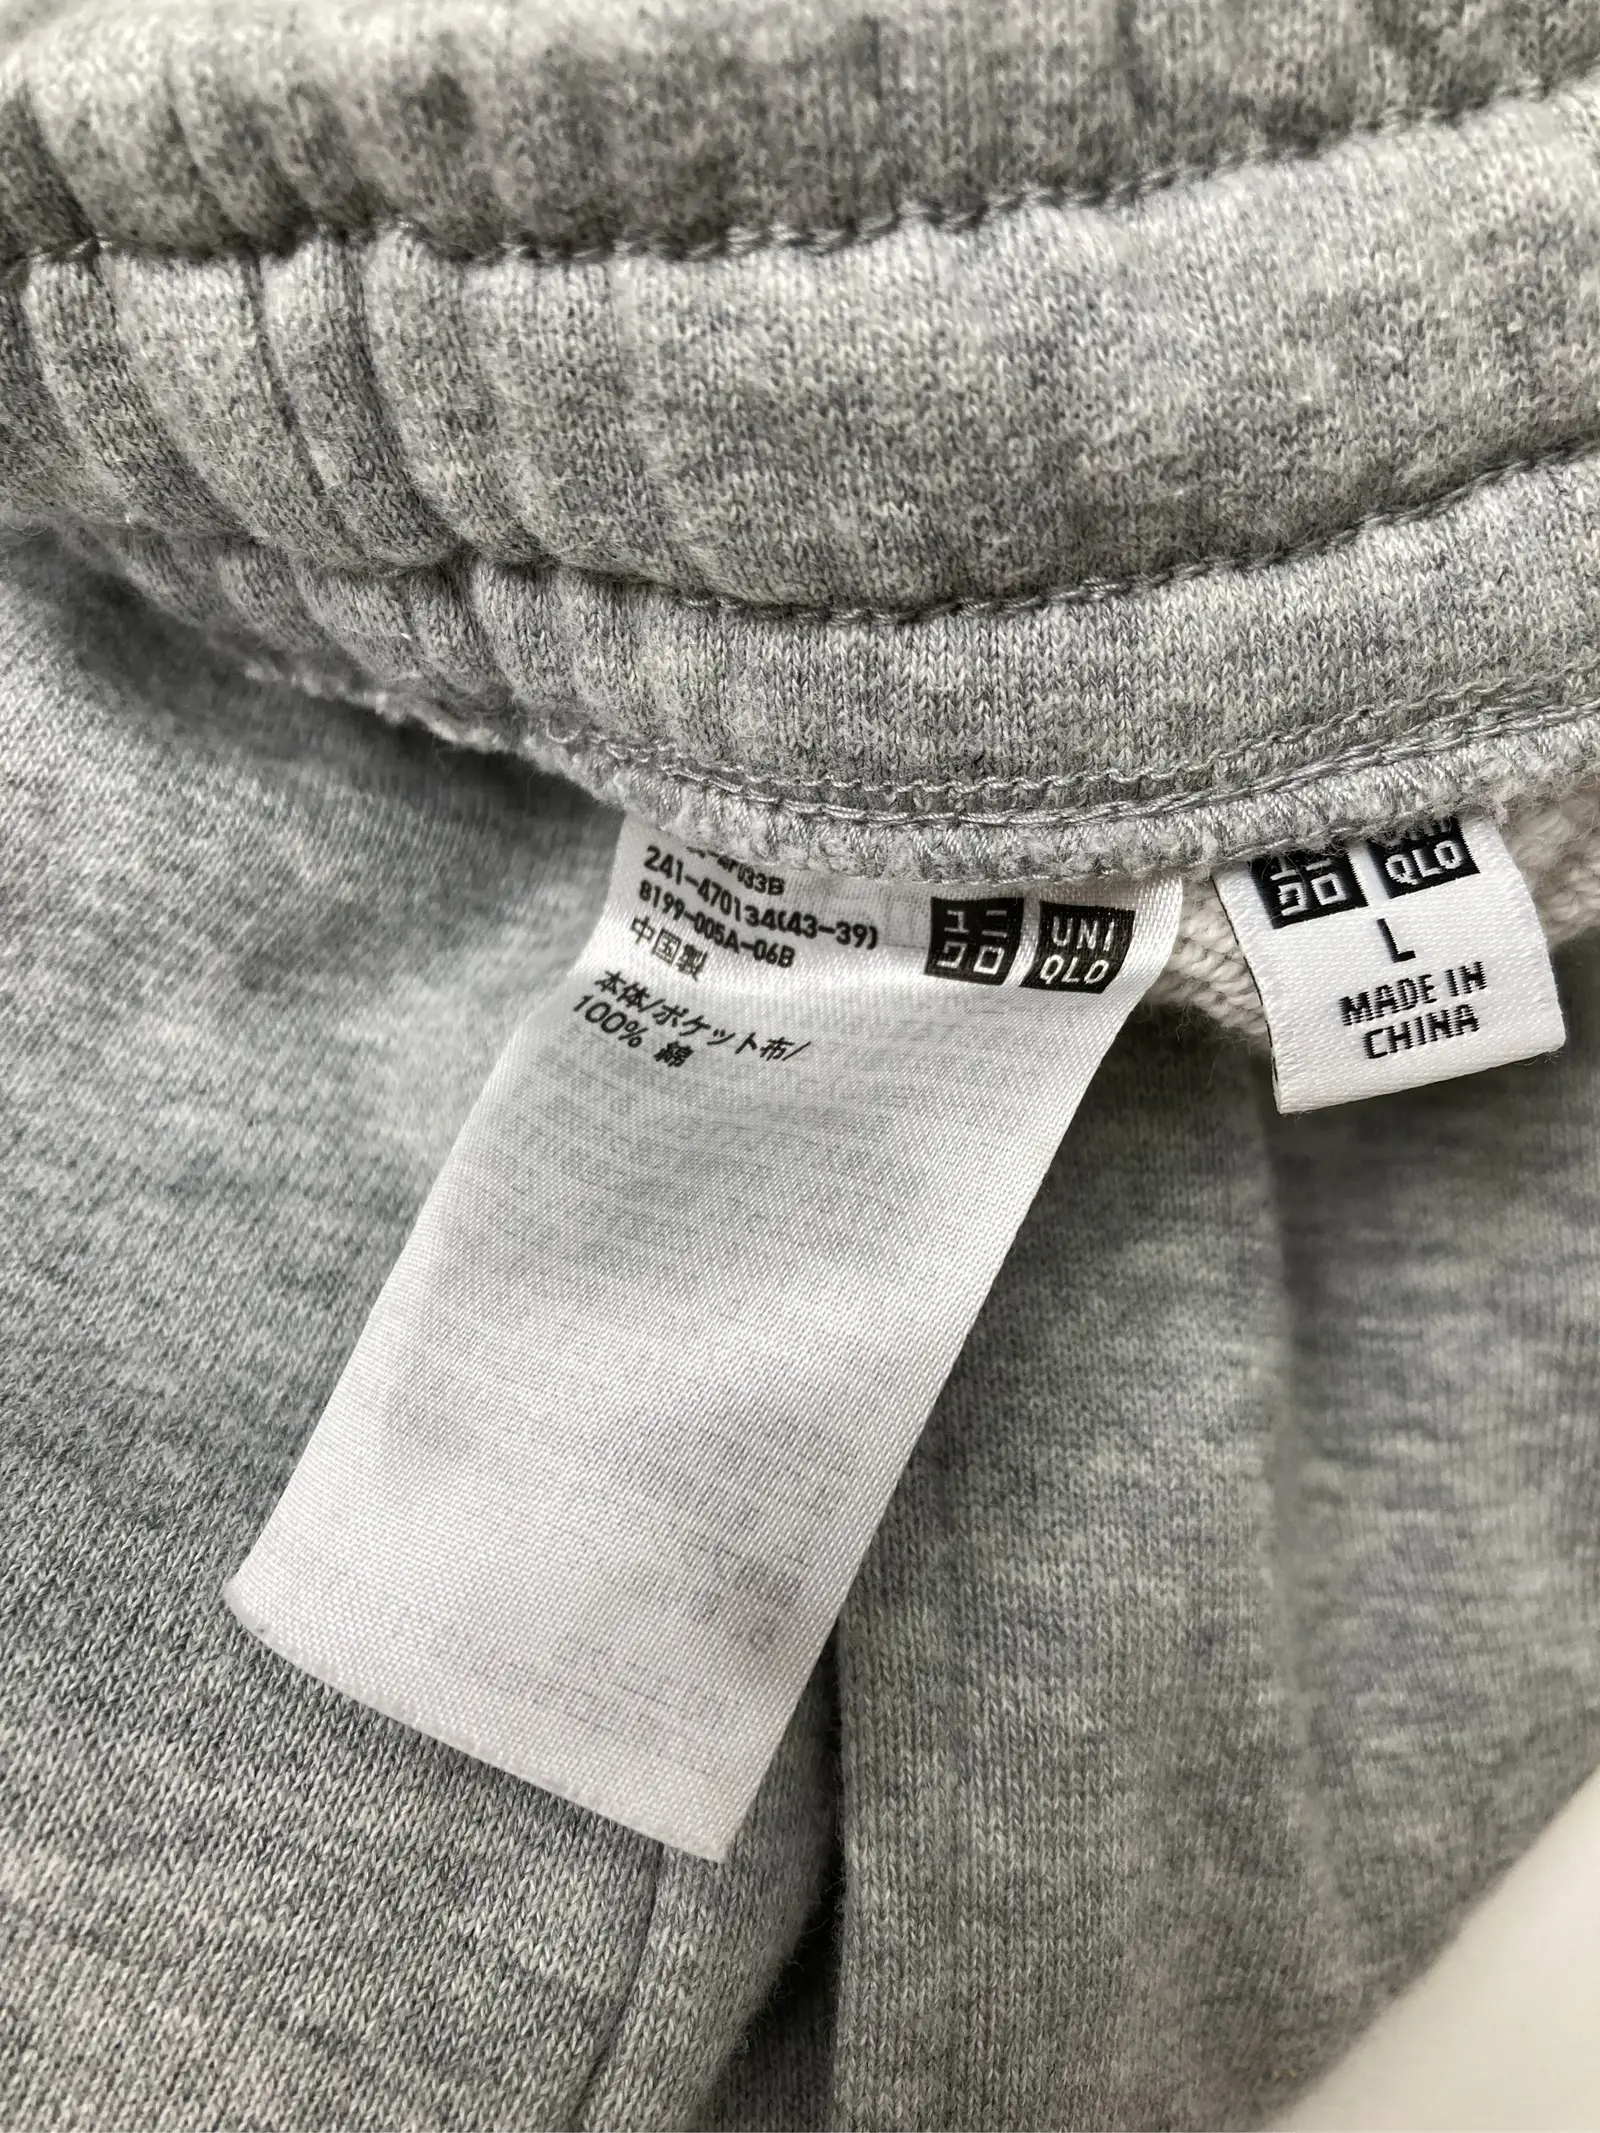 241-470134(43-39)
8199-005A-06B
中国製
本体/ポケット布/
100% 綿
ユニ
クロ
UNI
QLO
ユニ
クロ
UNI
QLO
L
MADE IN
CHINA